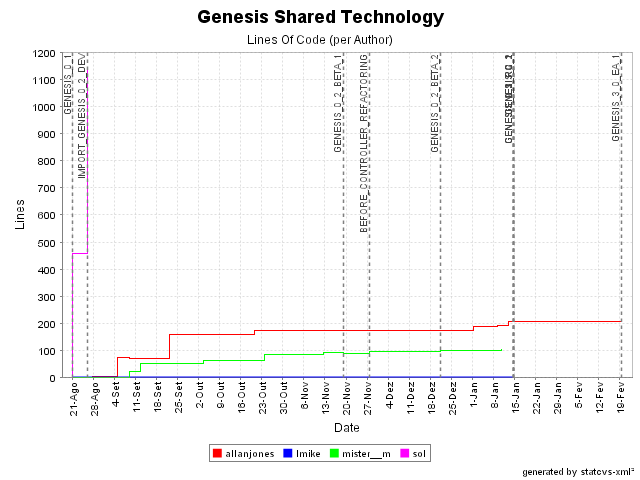 Genesis Shared Technology
Lines Of Code (per Author)
1200
1100
1000
900
800
700
600
500
400
300
200
100
0
Lines
GENESIS_0_1
IMPORT_GENESIS_0_2_DEV
GENESIS_0_2_BETA_1
BEFORE_CONTROLLER_REFACTORING
GENESIS_0_2_BETA_2
GENESIS_3_0_EA_1
21-Ago
28-Ago
4-Set
11-Set
18-Set
25-Set
2-Out
9-Out
16-Out
23-Out
30-Out
6-Nov
13-Nov
20-Nov
27-Nov
4-Dez
11-Dez
18-Dez
25-Dez
1-Jan
8-Jan
15-Jan
22-Jan
29-Jan
5-Fev
12-Fev
19-Fev
Date
allanjones lmike mister__m sol
generated by statcvs-xml²